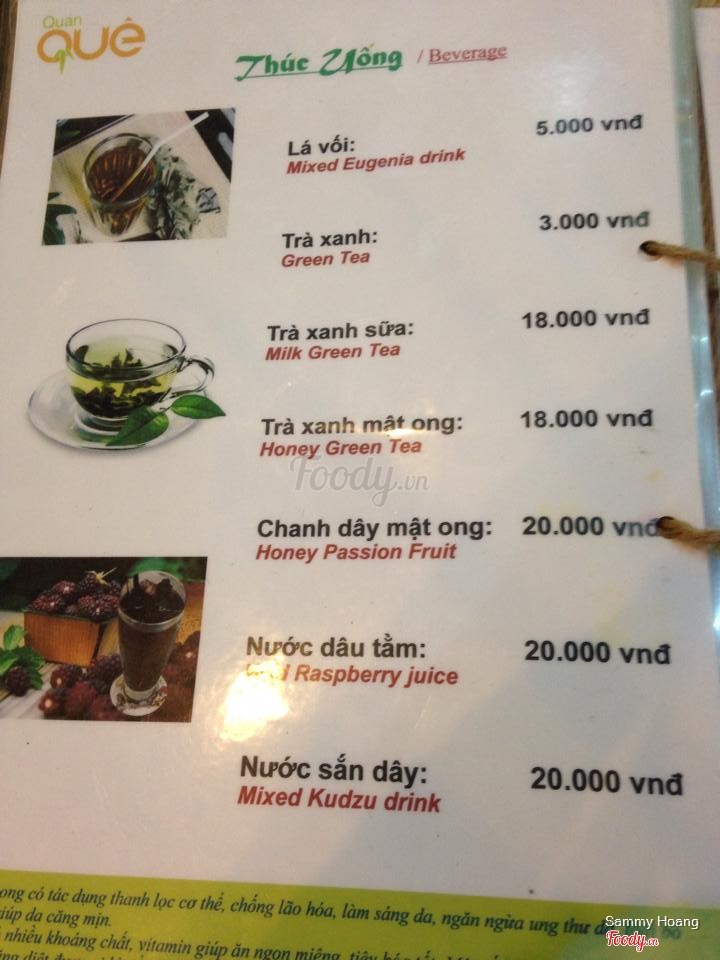 Quán
Quê
Thức Uống / Beverage
Lá vối: 5.000 vnđ
Mixed Eugenia drink
Trà xanh: 3.000 vnđ
Green Tea
Trà xanh sữa: 18.000 vnđ
Milk Green Tea
Trà xanh mật ong: 18.000 vnđ
Honey Green Tea
Foody.vn
Chanh dây mật ong: 20.000 vnđ
Honey Passion Fruit
Nước dâu tằm: 20.000 vnđ
Raspberry juice
Nước sắn dây: 20.000 vnđ
Mixed Kudzu drink
ong có tác dụng thanh lọc cơ thể, chống lão hóa, làm sáng da, ngăn ngừa ung thư
giúp da căng mịn.
nhiều khoáng chất, vitamin giúp ăn ngon miệng, tiêu hóa tốt
Sammy Hoang
Foody.vn